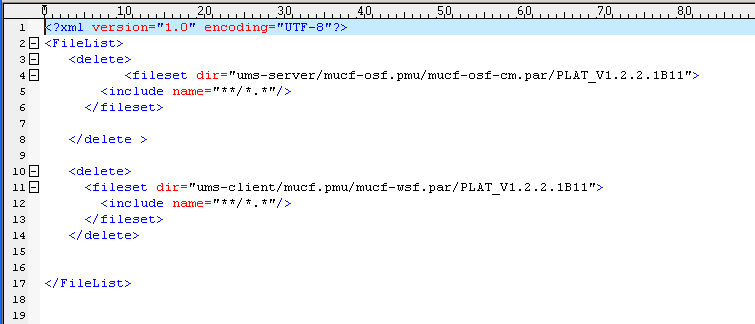 0 10 20 30 40 50 60 70 80
1 <?xml version="1.0" encoding="UTF-8"?>
2 <FileList>
3 <delete>
4 <fileset dir="ums-server/mucf-osf.pmu/mucf-osf-cm.par/PLAT_V1.2.2.1B11">
5 <include name="**/*.*"/>
6 </fileset>
7
8 </delete >
9
10 <delete>
11 <fileset dir="ums-client/mucf.pmu/mucf-wsf.par/PLAT_V1.2.2.1B11">
12 <include name="**/*.*"/>
13 </fileset>
14 </delete>
15
16
17 </FileList>
18
19